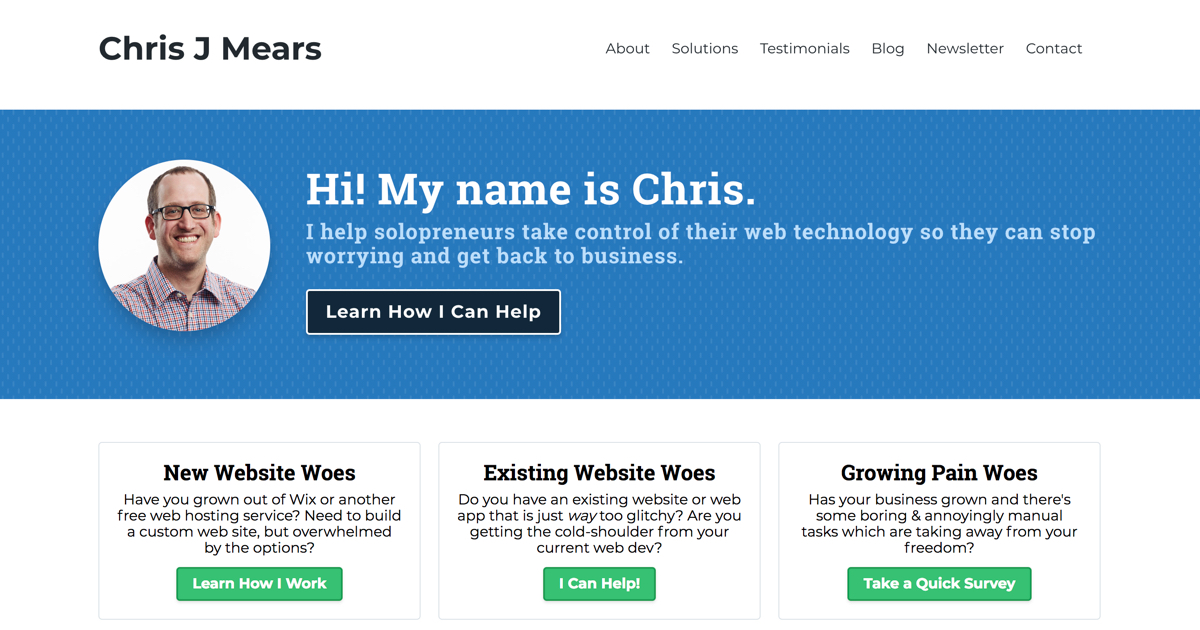 Chris J Mears
About Solutions Testimonials Blog Newsletter Contact
Hi! My name is Chris.
I help solopreneurs take control of their web technology so they can stop
worrying and get back to business.
Learn How I Can Help
New Website Woes
Have you grown out of Wix or another
free web hosting service? Need to build
a custom web site, but overwhelmed
by the options?
Learn How I Work
Existing Website Woes
Do you have an existing website or web
app that is just way too glitchy? Are you
getting the cold-shoulder from your
current web dev?
I Can Help!
Growing Pain Woes
Has your business grown and there's
some boring & annoyingly manual
tasks which are taking away from your
freedom?
Take a Quick Survey